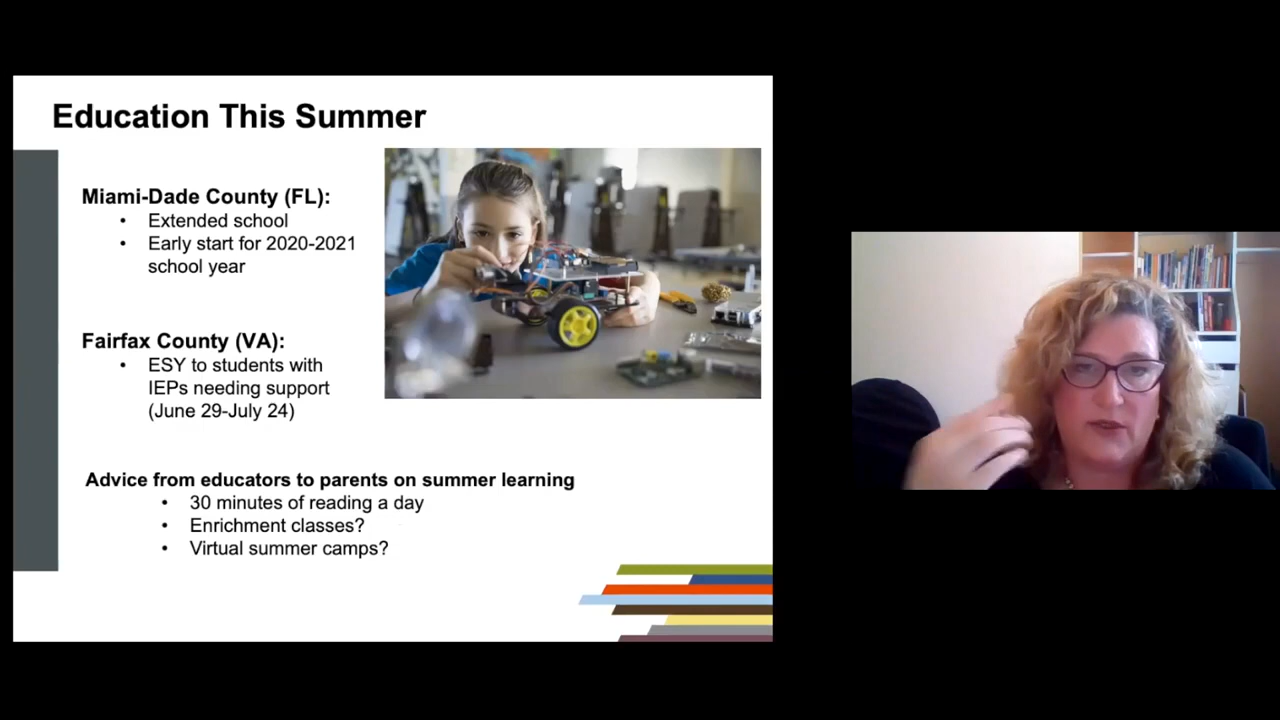 Education This Summer
Miami-Dade County (FL):
• Extended school
• Early start for 2020-2021
school year
Fairfax County (VA):
• ESY to students with
IEPs needing support
(June 29-July 24)
Advice from educators to parents on summer learning
• 30 minutes of reading a day
• Enrichment classes?
• Virtual summer camps?